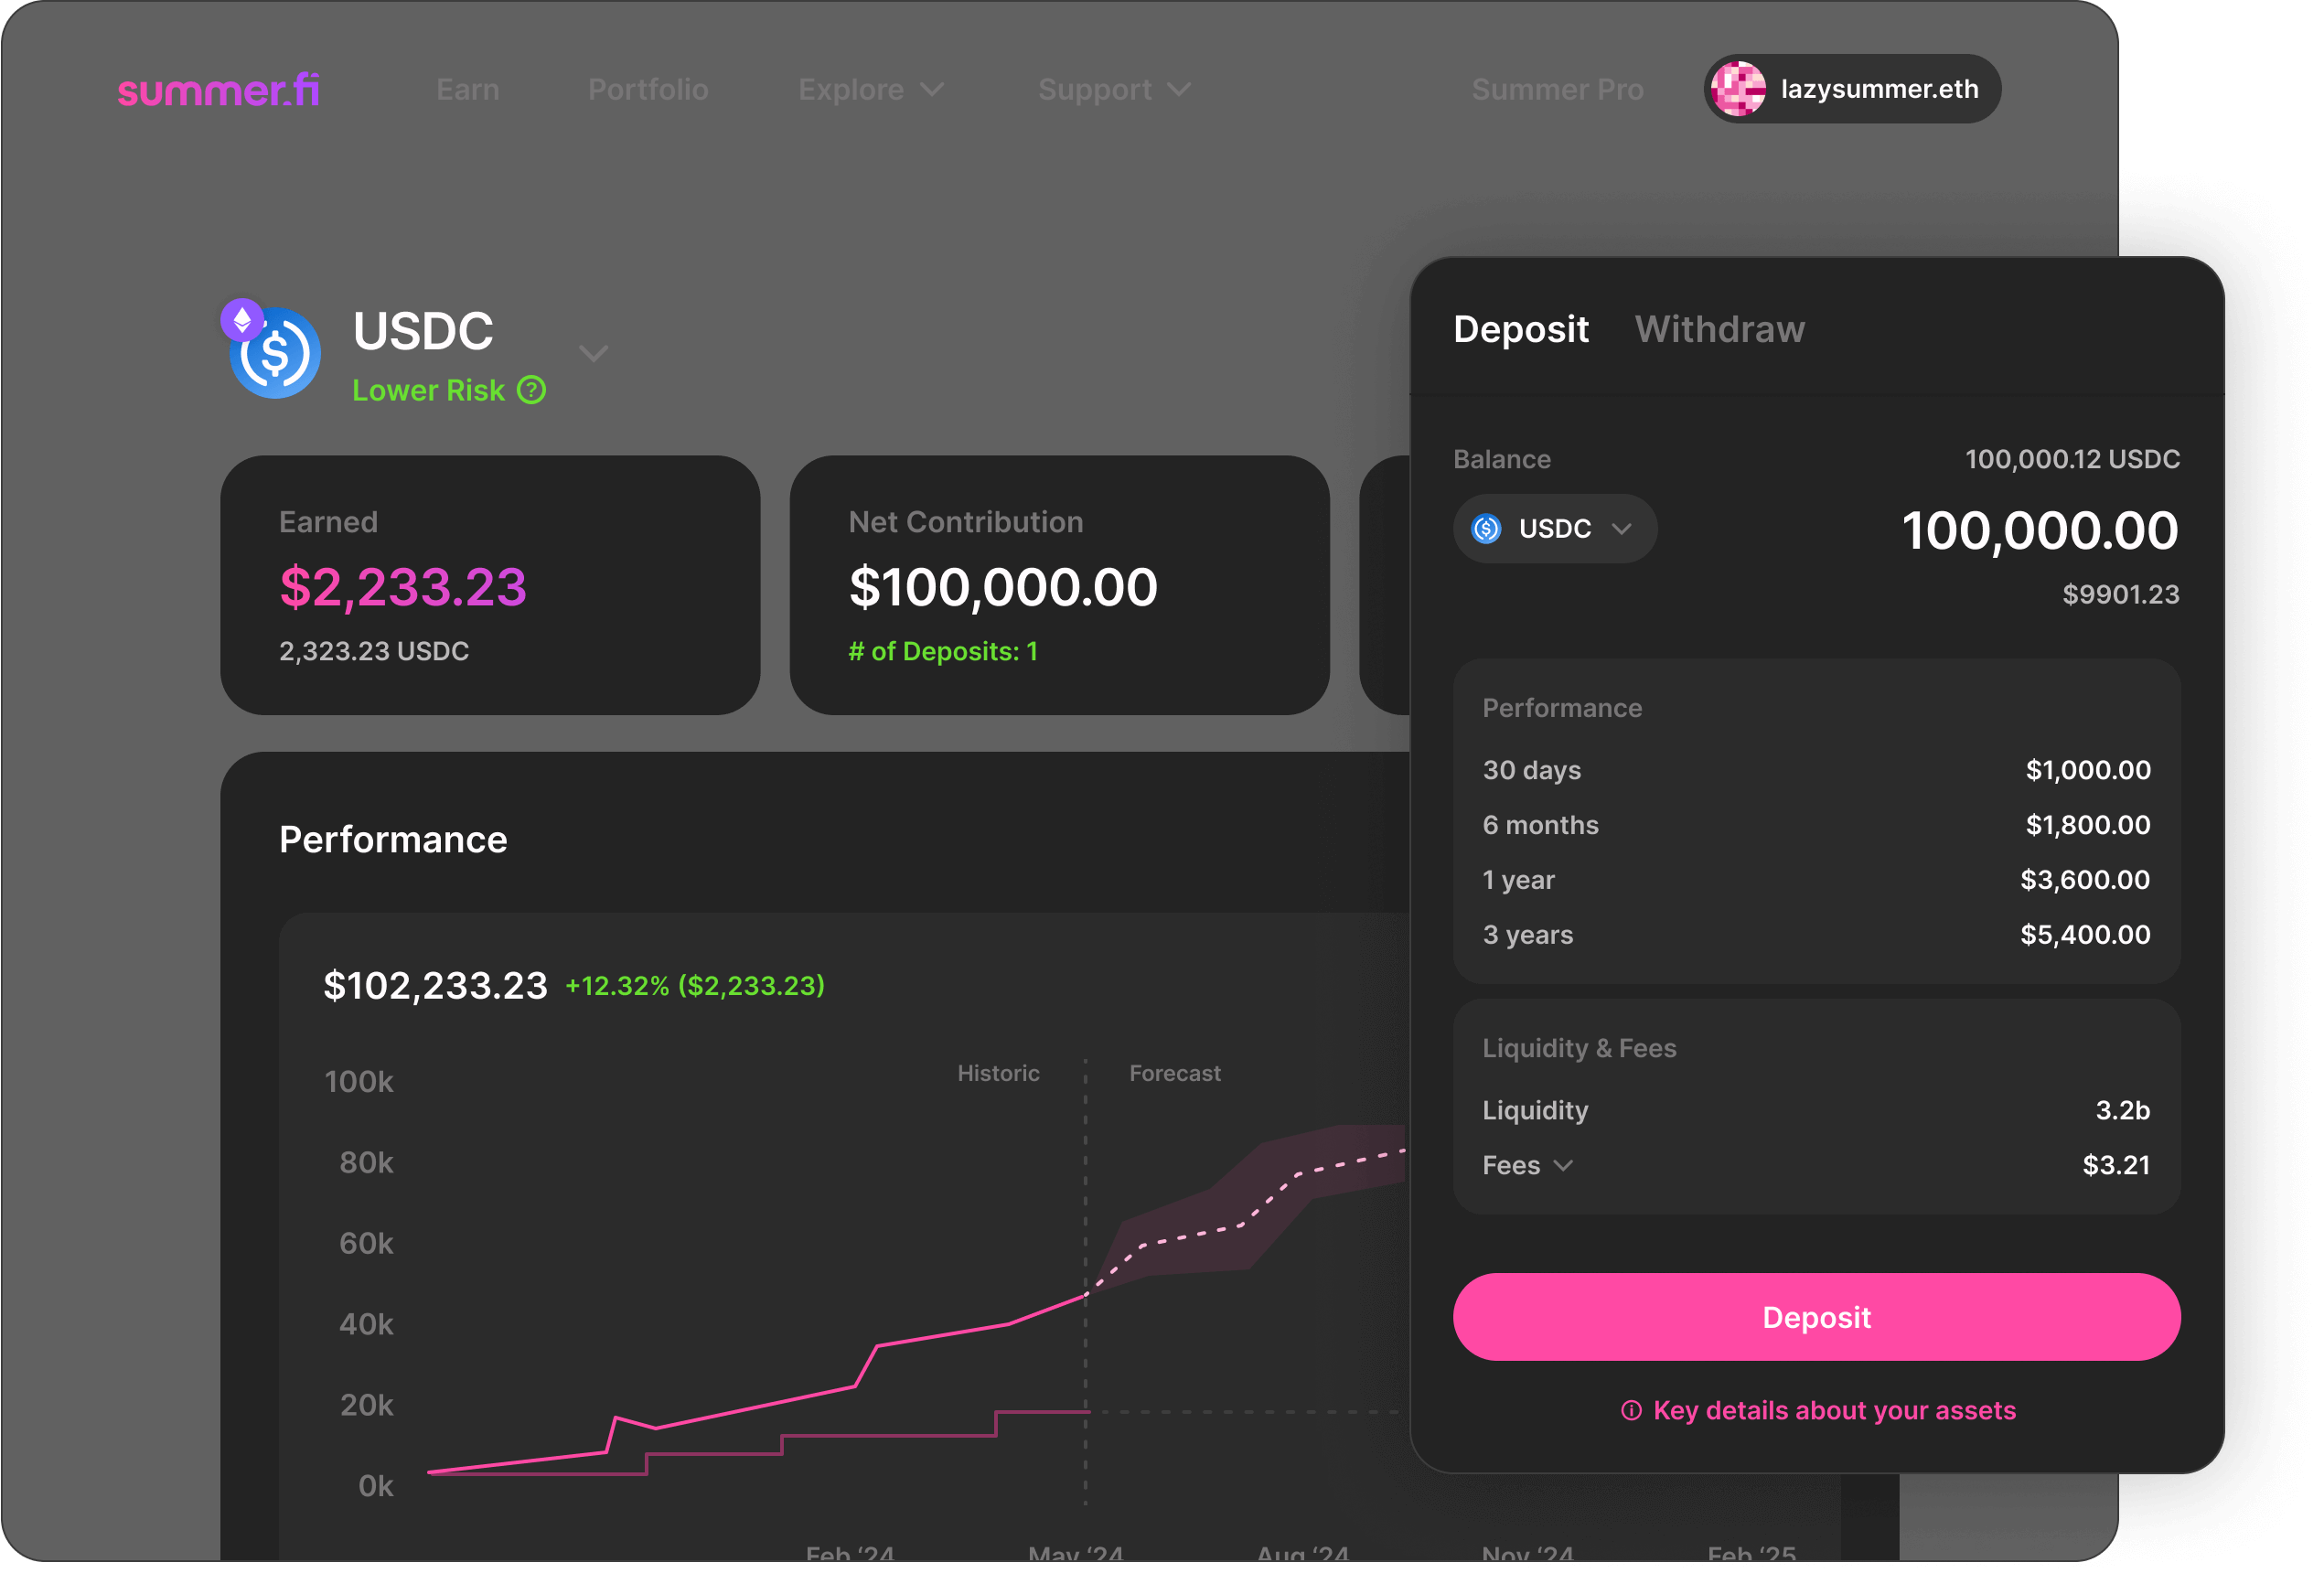 summer.fi
Earn
Portfolio
Explore
Support
Summer Pro
lazysummer.eth
USDC
Lower Risk ?
Earned
$2,233.23
2,323.23 USDC
Net Contribution
$100,000.00
# of Deposits: 1
Performance
$102,233.23 +12.32% ($2,233.23)
Historic
Forecast
100k
80k
60k
40k
20k
0k
Feb ‘24
May ‘24
Aug ‘24
Nov ‘24
Feb ‘25
Deposit
Withdraw
Balance
100,000.12 USDC
USDC
100,000.00
$9901.23
Performance
30 days
$1,000.00
6 months
$1,800.00
1 year
$3,600.00
3 years
$5,400.00
Liquidity & Fees
Liquidity
3.2b
Fees
$3.21
Deposit
Key details about your assets